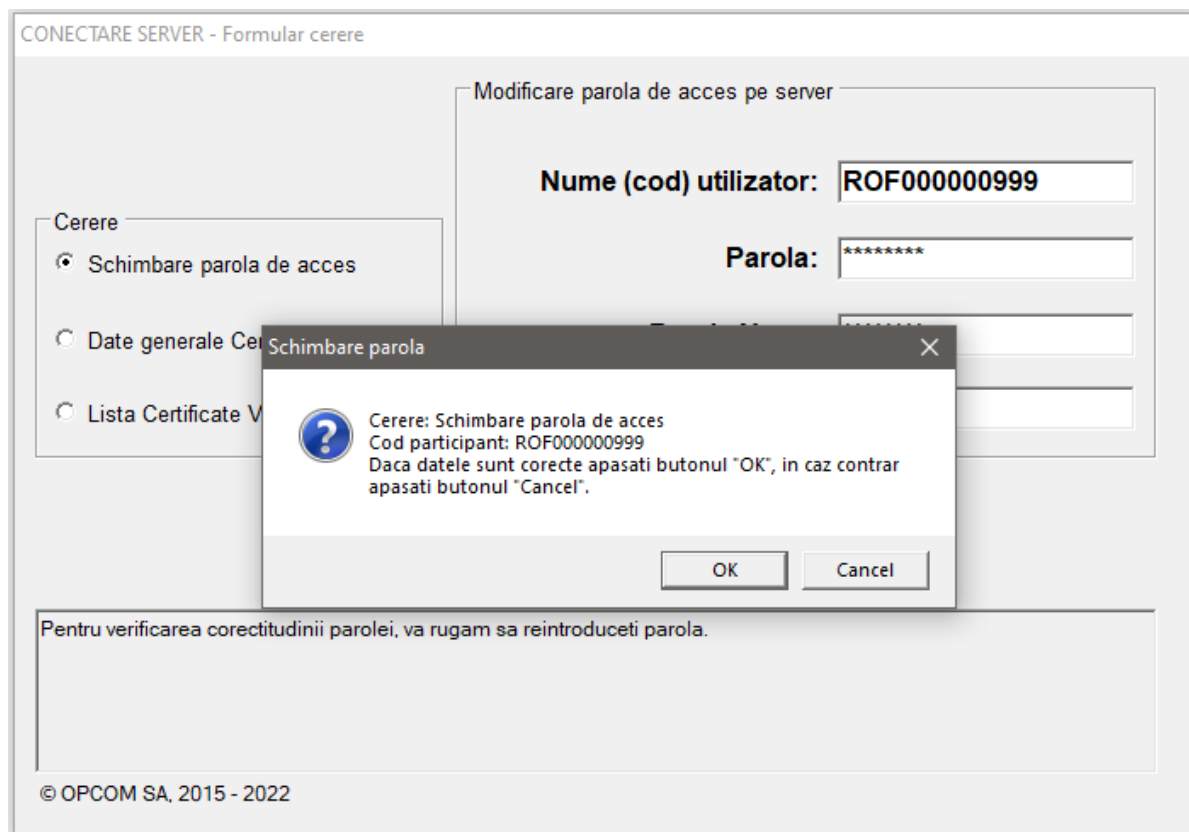 CONECTARE SERVER - Formular cerere
Modificare parola de acces pe server
Nume (cod) utilizator: ROF000000999
Parola: ********
Cerere
Schimbare parola de acces
Date generale
Lista Certificate
Schimbare parola
Cerere: Schimbare parola de acces
Cod participant: ROF000000999
Daca datele sunt corecte apasati butonul "OK", in caz contrar
apasati butonul "Cancel".
OK
Cancel
Pentru verificarea corectitudinii parolei, va rugam sa reintroduceti parola.
© OPCOM SA, 2015 - 2022